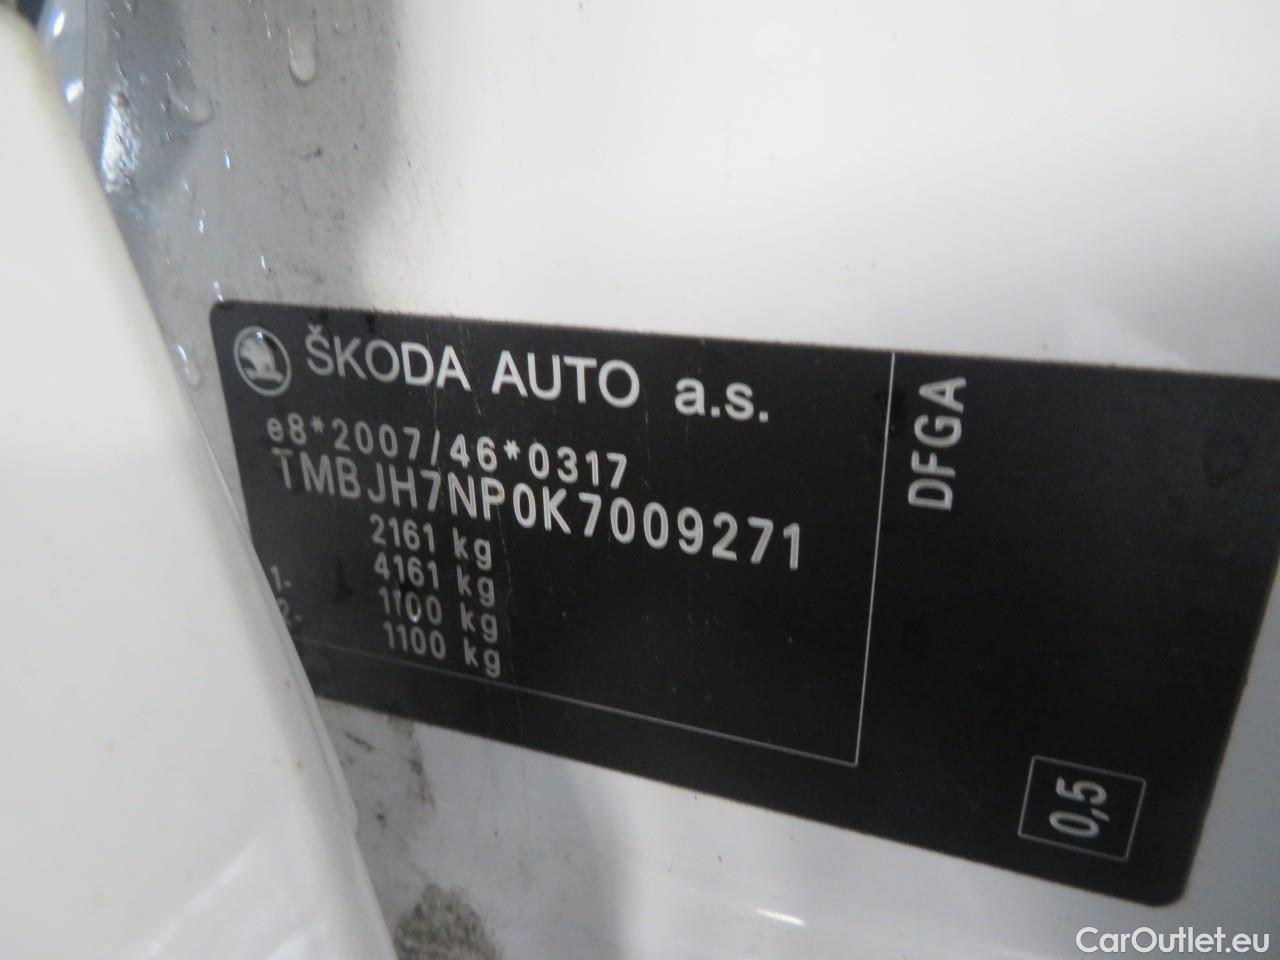 ŠKODA AUTO a.s.
e8*2007/46*0317
TMBJH7NP0K7009271
2161 kg
4161 kg
1- 1100 kg
2- 1100 kg
DFGA
0,5
CarOutlet.eu